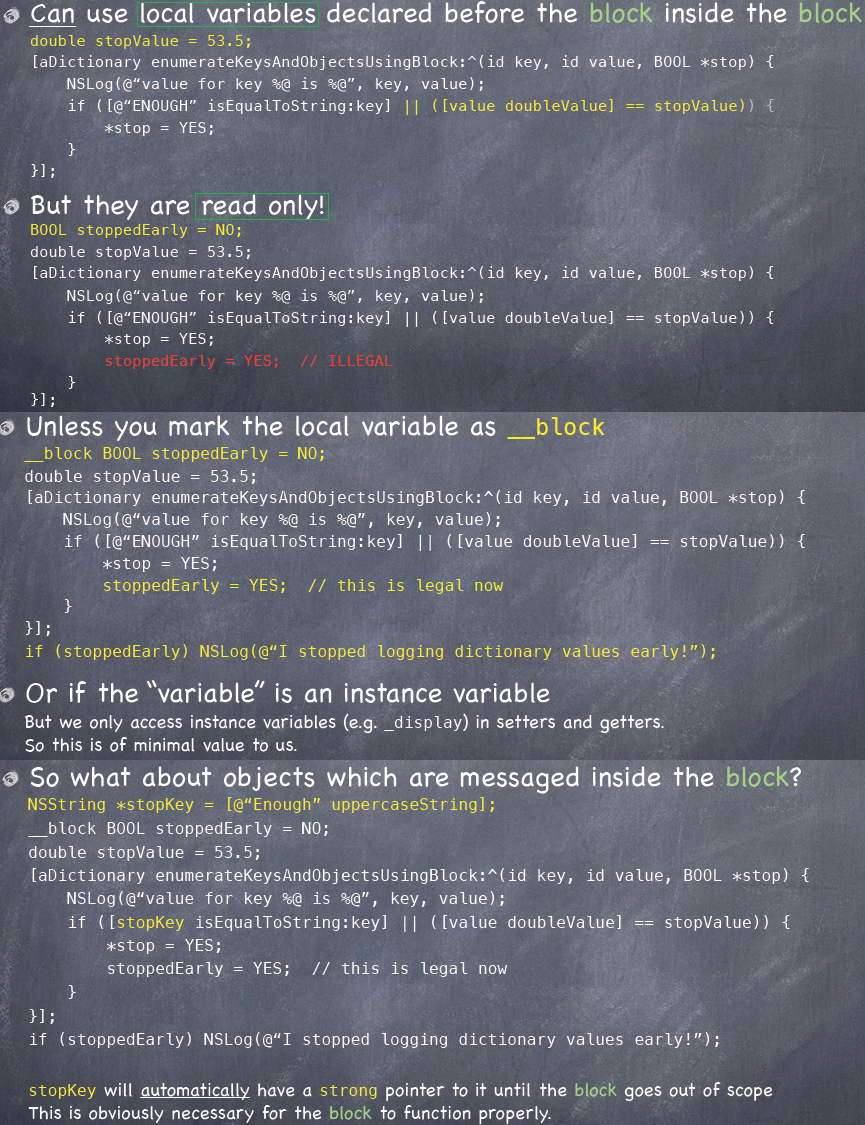 Can use local variables declared before the block inside the block
double stopValue = 53.5;
[aDictionary enumerateKeysAndObjectsUsingBlock:^(id key, id value, BOOL *stop) {
NSLog(@“value for key %@ is %@”, key, value);
if ([@“ENOUGH” isEqualToString:key] || ([value doubleValue] == stopValue)) {
*stop = YES;
}
}];
But they are read only!
BOOL stoppedEarly = NO;
double stopValue = 53.5;
[aDictionary enumerateKeysAndObjectsUsingBlock:^(id key, id value, BOOL *stop) {
NSLog(@“value for key %@ is %@”, key, value);
if ([@“ENOUGH” isEqualToString:key] || ([value doubleValue] == stopValue)) {
*stop = YES;
stoppedEarly = YES;  // ILLEGAL
}
}];
Unless you mark the local variable as __block
__block BOOL stoppedEarly = NO;
double stopValue = 53.5;
[aDictionary enumerateKeysAndObjectsUsingBlock:^(id key, id value, BOOL *stop) {
NSLog(@“value for key %@ is %@”, key, value);
if ([@“ENOUGH” isEqualToString:key] || ([value doubleValue] == stopValue)) {
*stop = YES;
stoppedEarly = YES;  // this is legal now
}
}];
if (stoppedEarly) NSLog(@“I stopped logging dictionary values early!”);
Or if the “variable” is an instance variable
But we only access instance variables (e.g. _display) in setters and getters.
So this is of minimal value to us.
So what about objects which are messaged inside the block?
NSString *stopKey = [@“Enough” uppercaseString];
__block BOOL stoppedEarly = NO;
double stopValue = 53.5;
[aDictionary enumerateKeysAndObjectsUsingBlock:^(id key, id value, BOOL *stop) {
NSLog(@“value for key %@ is %@”, key, value);
if ([stopKey isEqualToString:key] || ([value doubleValue] == stopValue)) {
*stop = YES;
stoppedEarly = YES;  // this is legal now
}
}];
if (stoppedEarly) NSLog(@“I stopped logging dictionary values early!”);
stopKey will automatically have a strong pointer to it until the block goes out of scope
This is obviously necessary for the block to function properly.